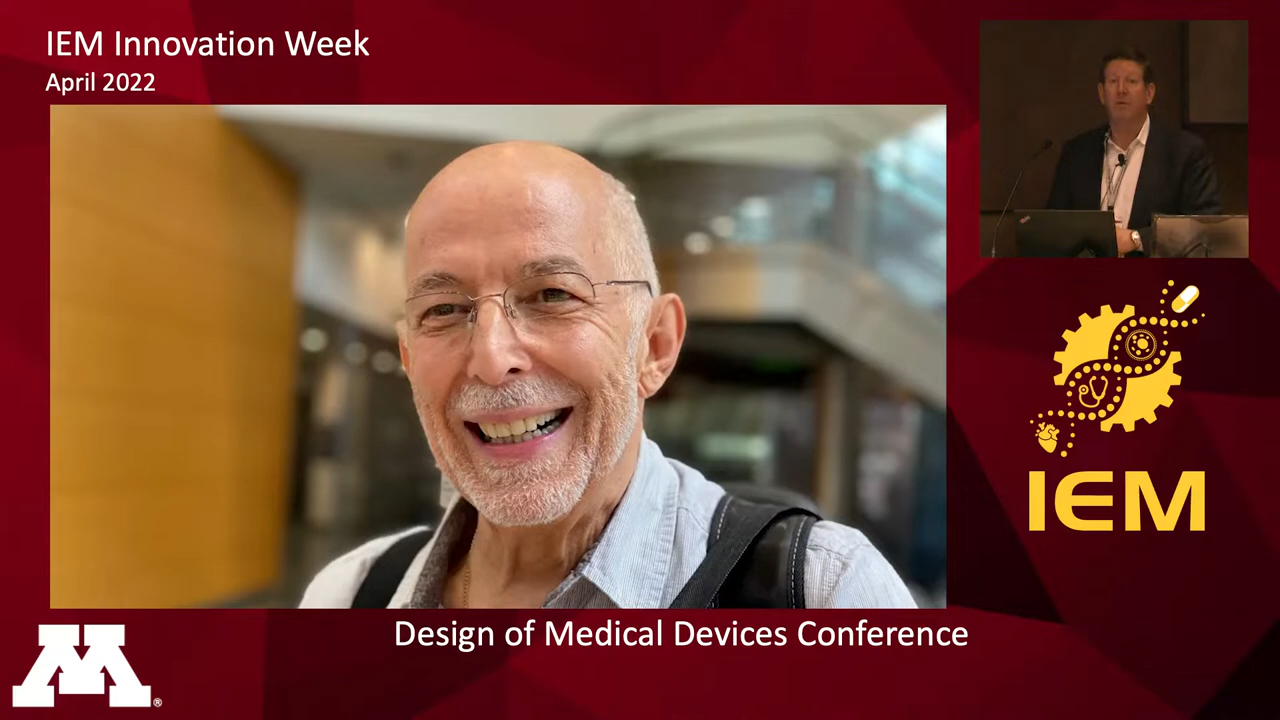 IEM Innovation Week
April 2022
IEM
Design of Medical Devices Conference
M
®